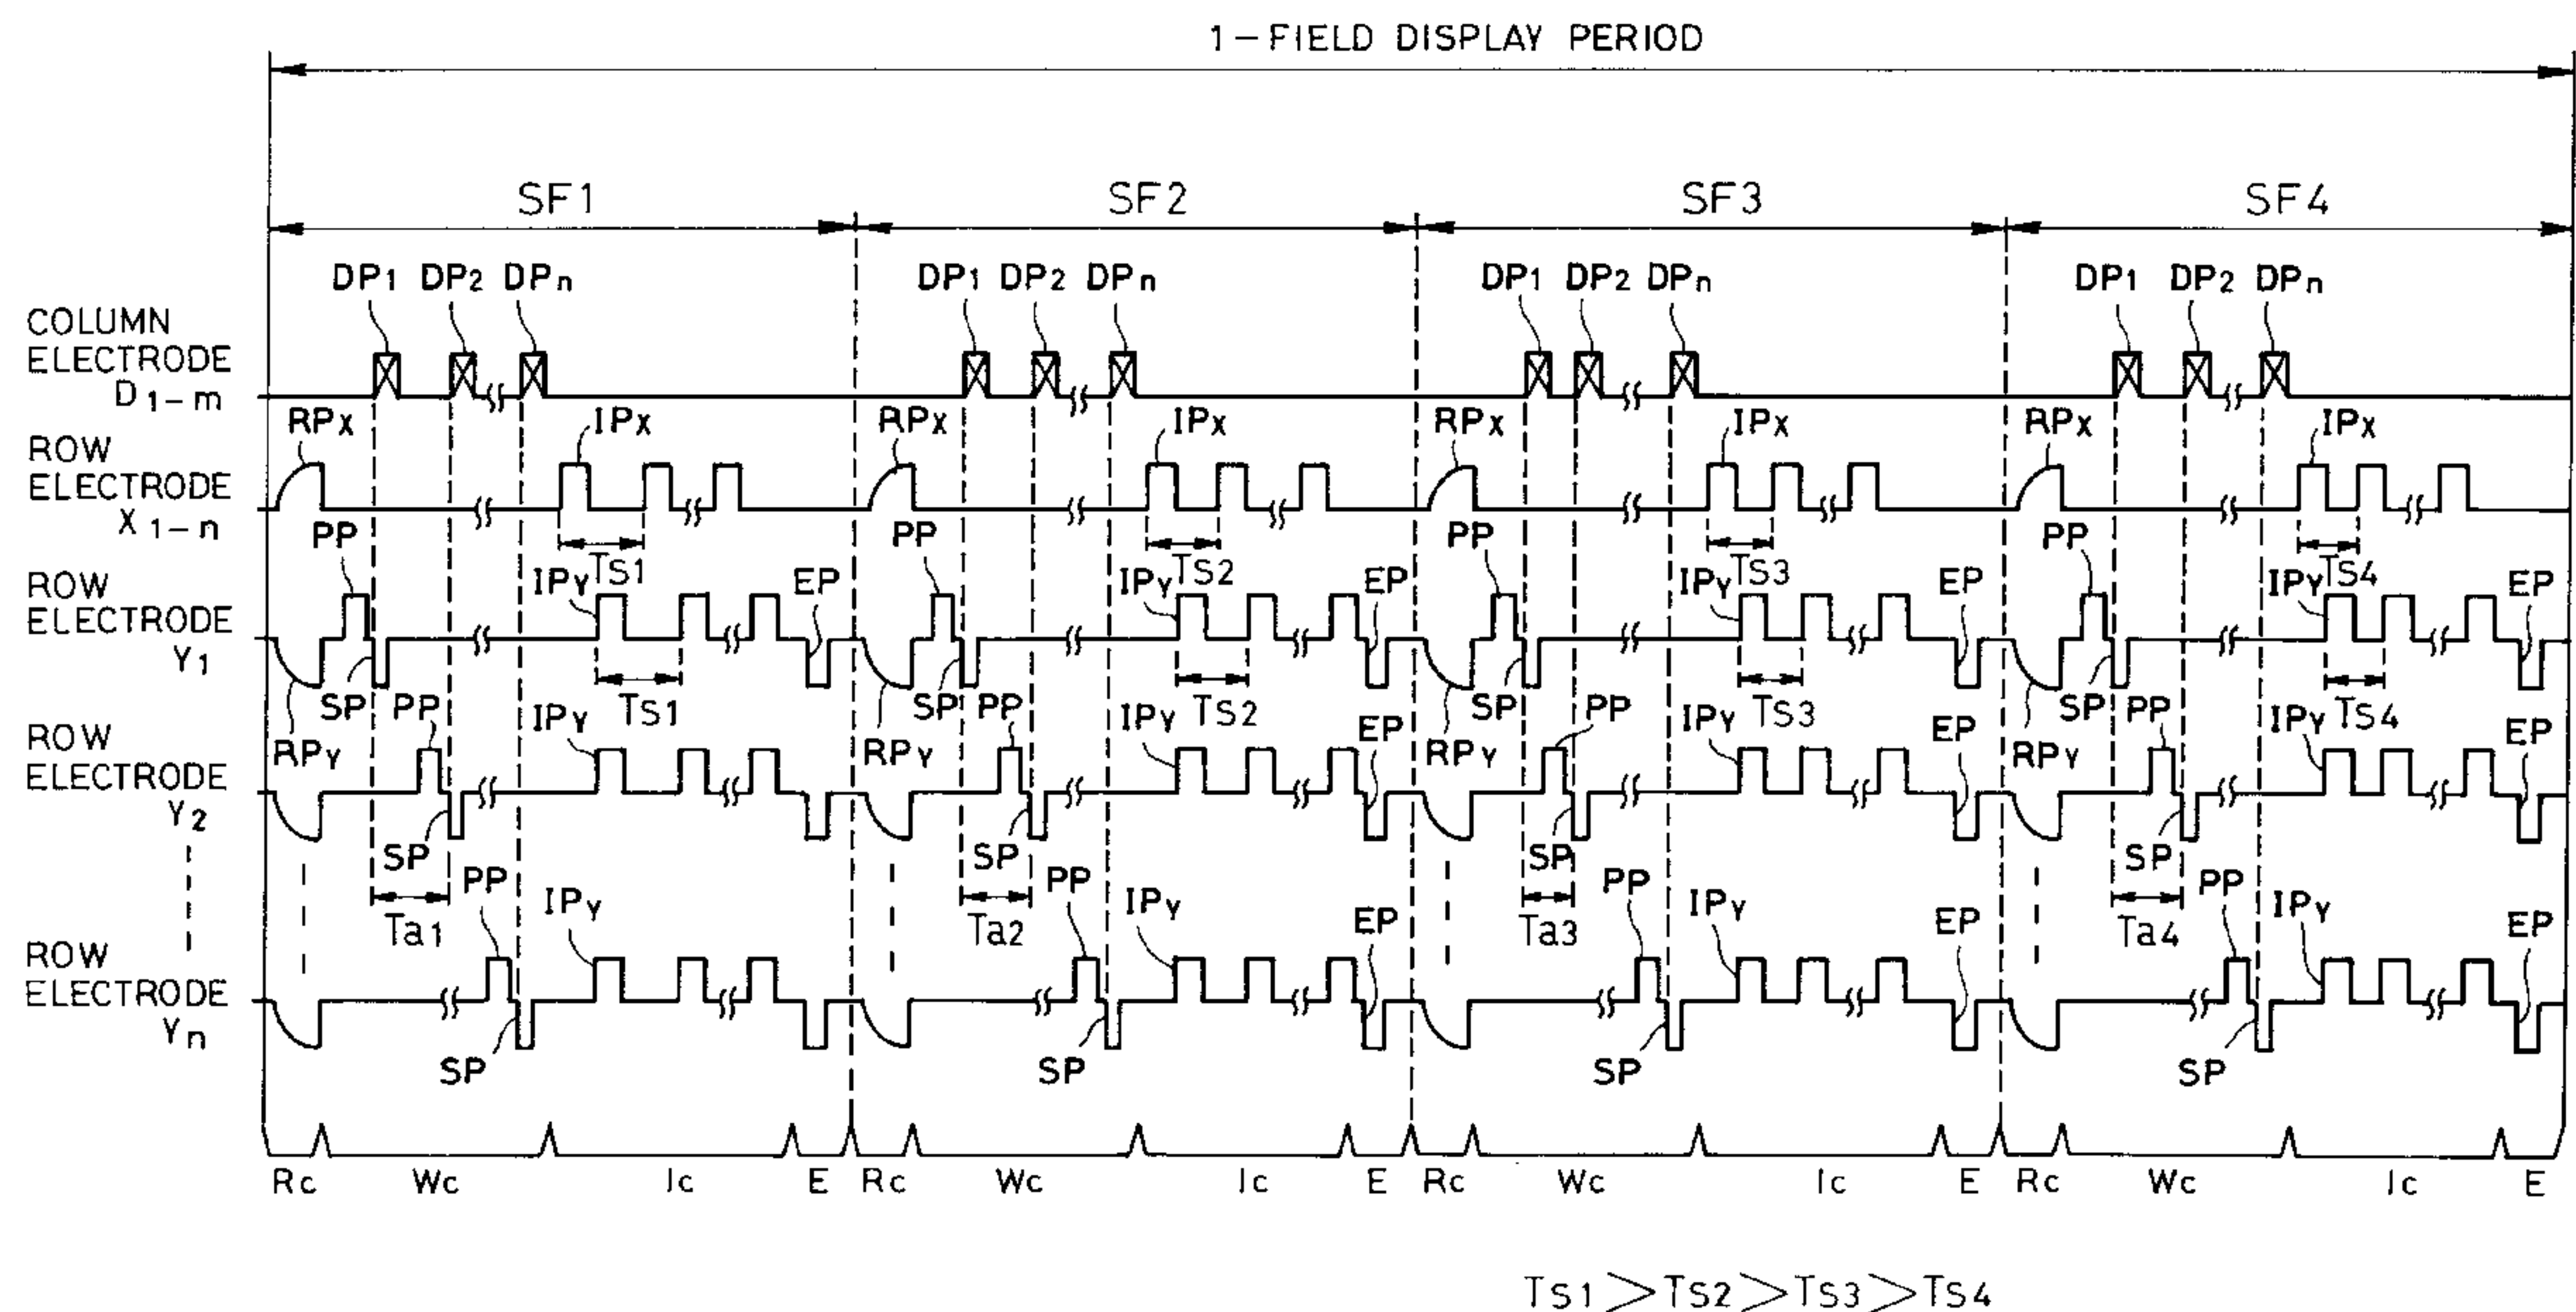 1-FIELD DISPLAY PERIOD
SF1 SF2 SF3 SF4
DP1 DP2 DPn DP1 DP2 DPn DP1 DP2 DPn DP1 DP2 DPn
COLUMN
ELECTRODE
D1-m
RPX IPX RPX IPX RPX IPX RPX IPX
ROW
ELECTRODE
X1-n
PP PP PP PP
TS1 TS2 TS3 TS4
IPY EP IPY EP IPY EP IPY EP
ROW
ELECTRODE
Y1
SP PP TS1 SP PP TS2 SP PP TS3 SP PP TS4
RPY IPY RPY IPY EP RPY IPY EP RPY IPY EP
ROW
ELECTRODE
Y2
SP SP SP SP
PP PP PP PP
Ta1 IPY Ta2 IPY EP Ta3 IPY EP Ta4 IPY EP
ROW
ELECTRODE
Yn
SP SP SP SP
Rc Wc Ic E Rc Wc Ic E Rc Wc Ic E Rc Wc Ic E
TS1>TS2>TS3>TS4